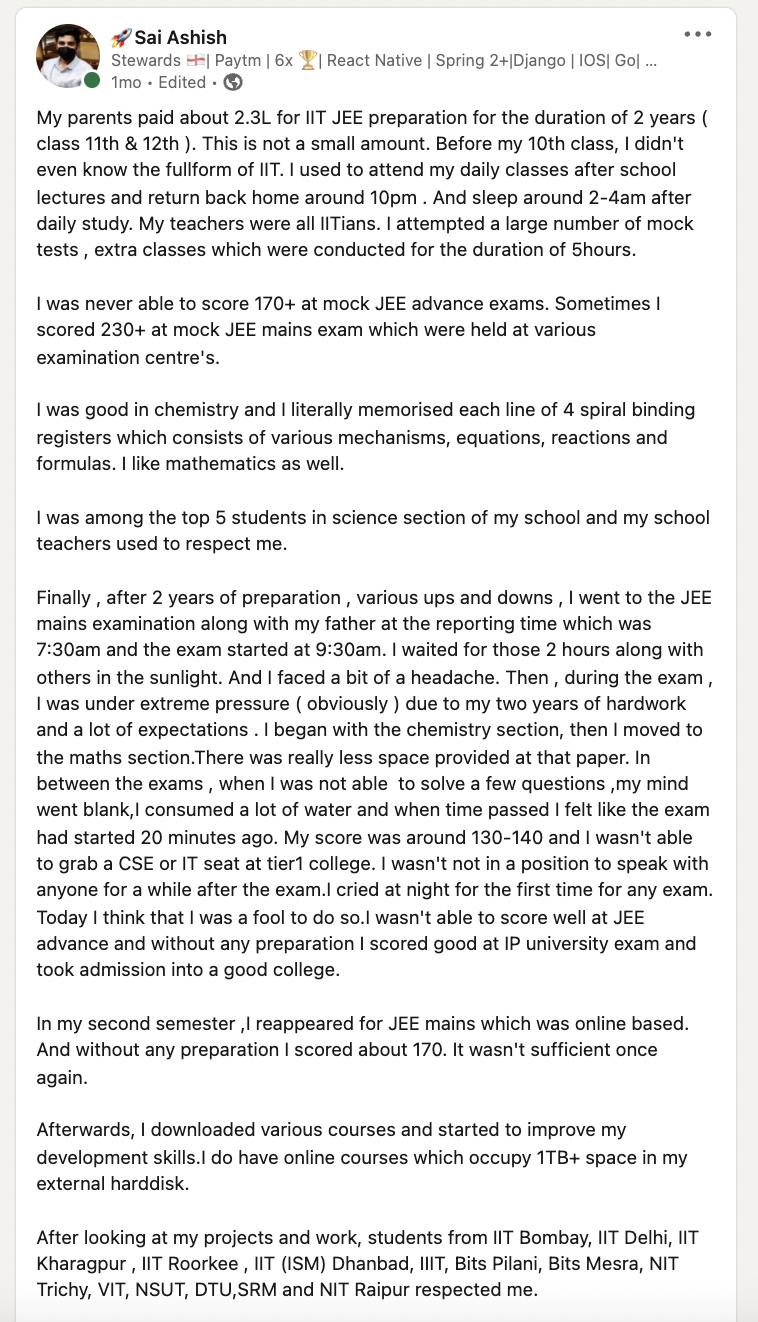 🚀Sai Ashish
Stewards 🏴󠁧󠁢󠁥󠁮󠁧󠁿| Paytm | 6x 🏆| React Native | Spring 2+|Django | IOS| Go| ...
1mo • Edited •
My parents paid about 2.3L for IIT JEE preparation for the duration of 2 years (
class 11th & 12th ). This is not a small amount. Before my 10th class, I didn't
even know the fullform of IIT. I used to attend my daily classes after school
lectures and return back home around 10pm . And sleep around 2-4am after
daily study. My teachers were all IITians. I attempted a large number of mock
tests , extra classes which were conducted for the duration of 5hours.
I was never able to score 170+ at mock JEE advance exams. Sometimes I
scored 230+ at mock JEE mains exam which were held at various
examination centre's.
I was good in chemistry and I literally memorised each line of 4 spiral binding
registers which consists of various mechanisms, equations, reactions and
formulas. I like mathematics as well.
I was among the top 5 students in science section of my school and my school
teachers used to respect me.
Finally , after 2 years of preparation , various ups and downs , I went to the JEE
mains examination along with my father at the reporting time which was
7:30am and the exam started at 9:30am. I waited for those 2 hours along with
others in the sunlight. And I faced a bit of a headache. Then , during the exam ,
I was under extreme pressure ( obviously ) due to my two years of hardwork
and a lot of expectations . I began with the chemistry section, then I moved to
the maths section.There was really less space provided at that paper. In
between the exams , when I was not able  to solve a few questions ,my mind
went blank,I consumed a lot of water and when time passed I felt like the exam
had started 20 minutes ago. My score was around 130-140 and I wasn't able
to grab a CSE or IT seat at tier1 college. I wasn't not in a position to speak with
anyone for a while after the exam.I cried at night for the first time for any exam.
Today I think that I was a fool to do so.I wasn't able to score well at JEE
advance and without any preparation I scored good at IP university exam and
took admission into a good college.
In my second semester ,I reappeared for JEE mains which was online based.
And without any preparation I scored about 170. It wasn't sufficient once
again.
Afterwards, I downloaded various courses and started to improve my
development skills.I do have online courses which occupy 1TB+ space in my
external harddisk.
After looking at my projects and work, students from IIT Bombay, IIT Delhi, IIT
Kharagpur , IIT Roorkee , IIT (ISM) Dhanbad, IIIT, Bits Pilani, Bits Mesra, NIT
Trichy, VIT, NSUT, DTU,SRM and NIT Raipur respected me.